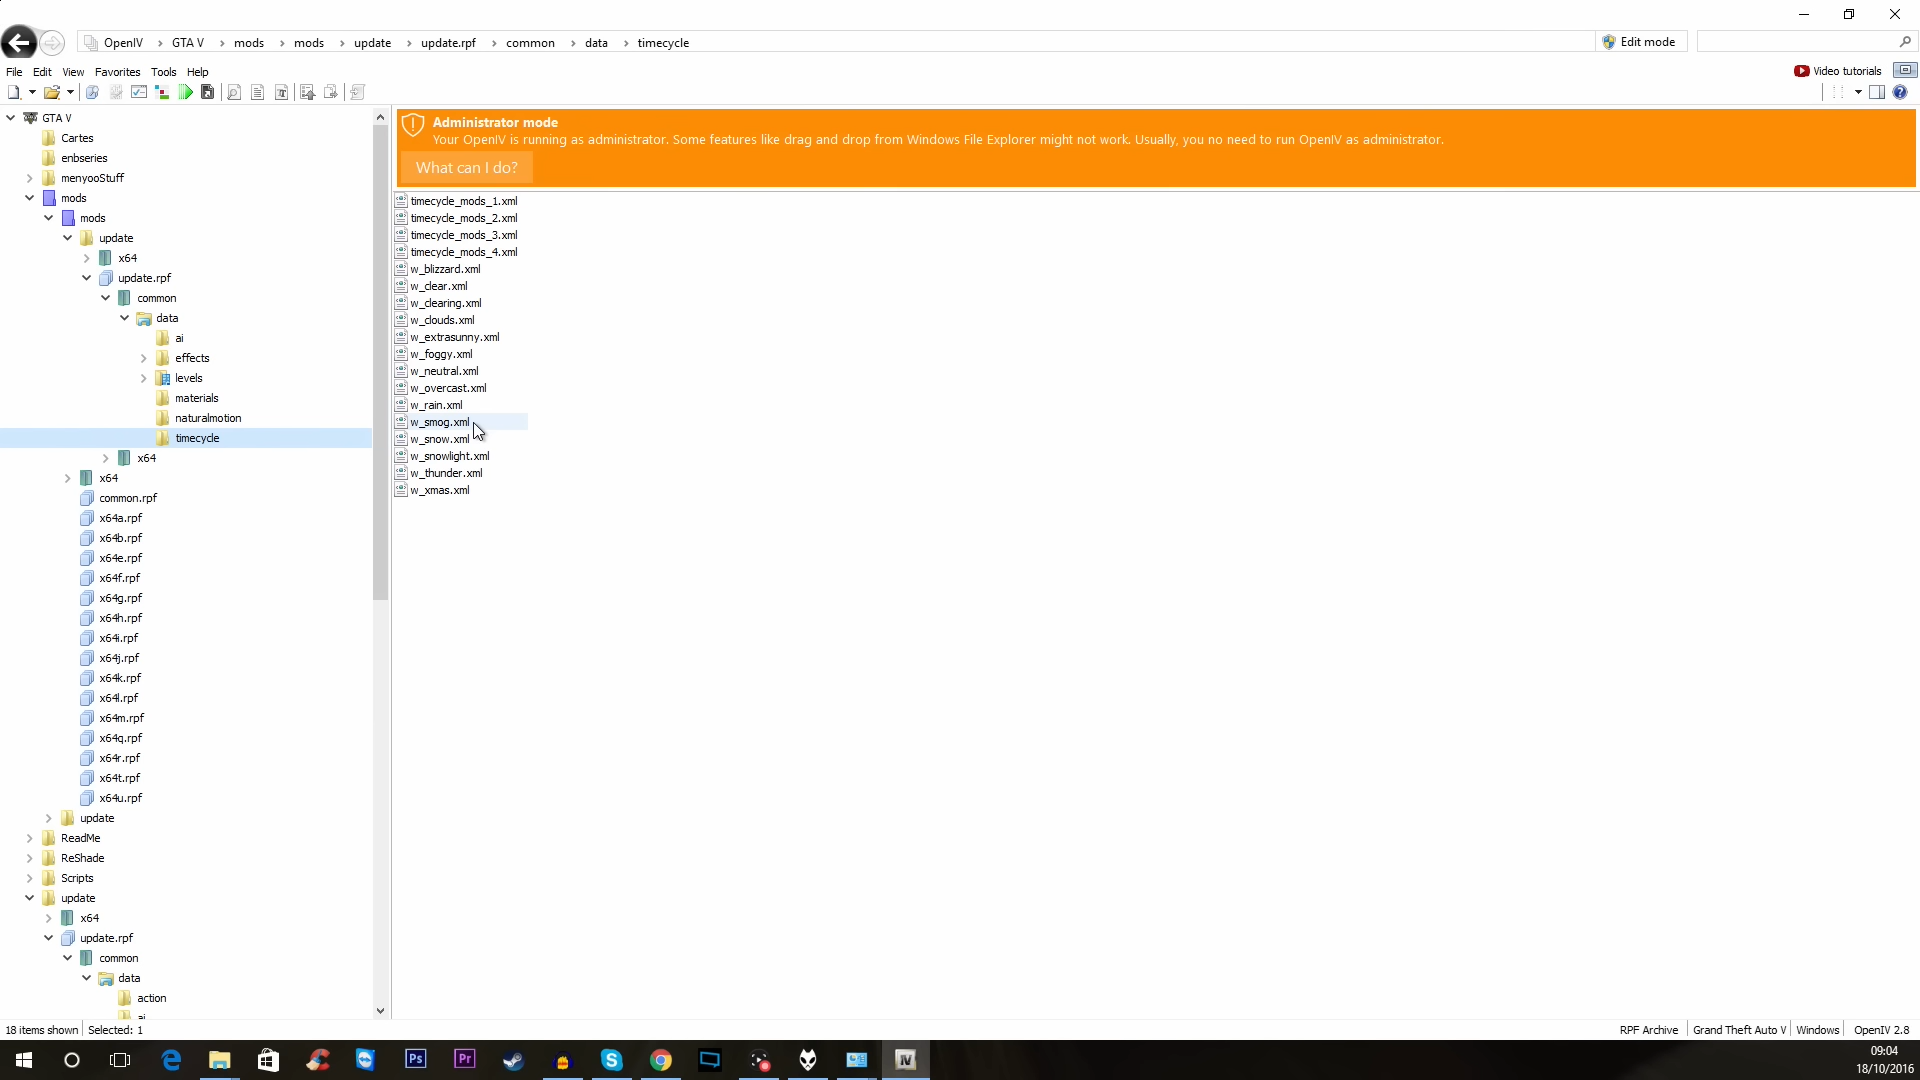 OpenIV > GTA V > mods > mods > update > update.rpf > common > data > timecycle
Edit mode
File Edit View Favorites Tools Help
Video tutorials
GTA V
Cartes
enbseries
menyooStuff
mods
mods
update
x64
update.rpf
common
data
ai
effects
levels
materials
naturalmotion
timecycle
x64
x64
common.rpf
x64a.rpf
x64b.rpf
x64e.rpf
x64f.rpf
x64g.rpf
x64h.rpf
x64i.rpf
x64j.rpf
x64k.rpf
x64l.rpf
x64m.rpf
x64q.rpf
x64r.rpf
x64t.rpf
x64u.rpf
update
ReadMe
ReShade
Scripts
update
x64
update.rpf
common
data
action
ai
Administrator mode
Your OpenIV is running as administrator. Some features like drag and drop from Windows File Explorer might not work. Usually, you no need to run OpenIV as administrator.
What can I do?
timecycle_mods_1.xml
timecycle_mods_2.xml
timecycle_mods_3.xml
timecycle_mods_4.xml
w_blizzard.xml
w_clear.xml
w_clearing.xml
w_clouds.xml
w_extrasunny.xml
w_foggy.xml
w_neutral.xml
w_overcast.xml
w_rain.xml
w_smog.xml
w_snow.xml
w_snowlight.xml
w_thunder.xml
w_xmas.xml
18 items shown Selected: 1
RPF Archive Grand Theft Auto V Windows OpenIV 2.8
Ps Pr IV
09:04
18/10/2016